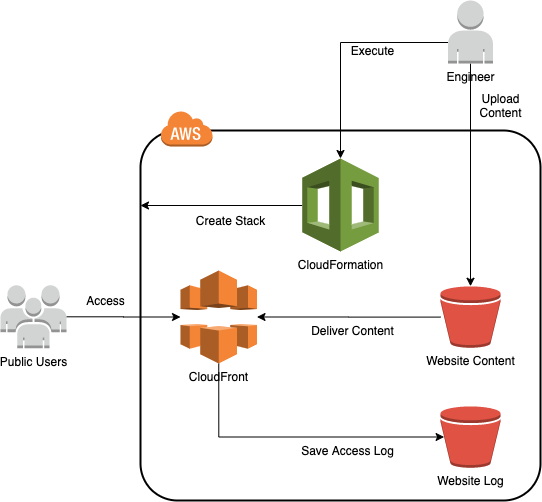 Execute
Engineer
Upload
Content
AWS
Create Stack
CloudFormation
Access
Deliver Content
Public Users
CloudFront
Website Content
Save Access Log
Website Log